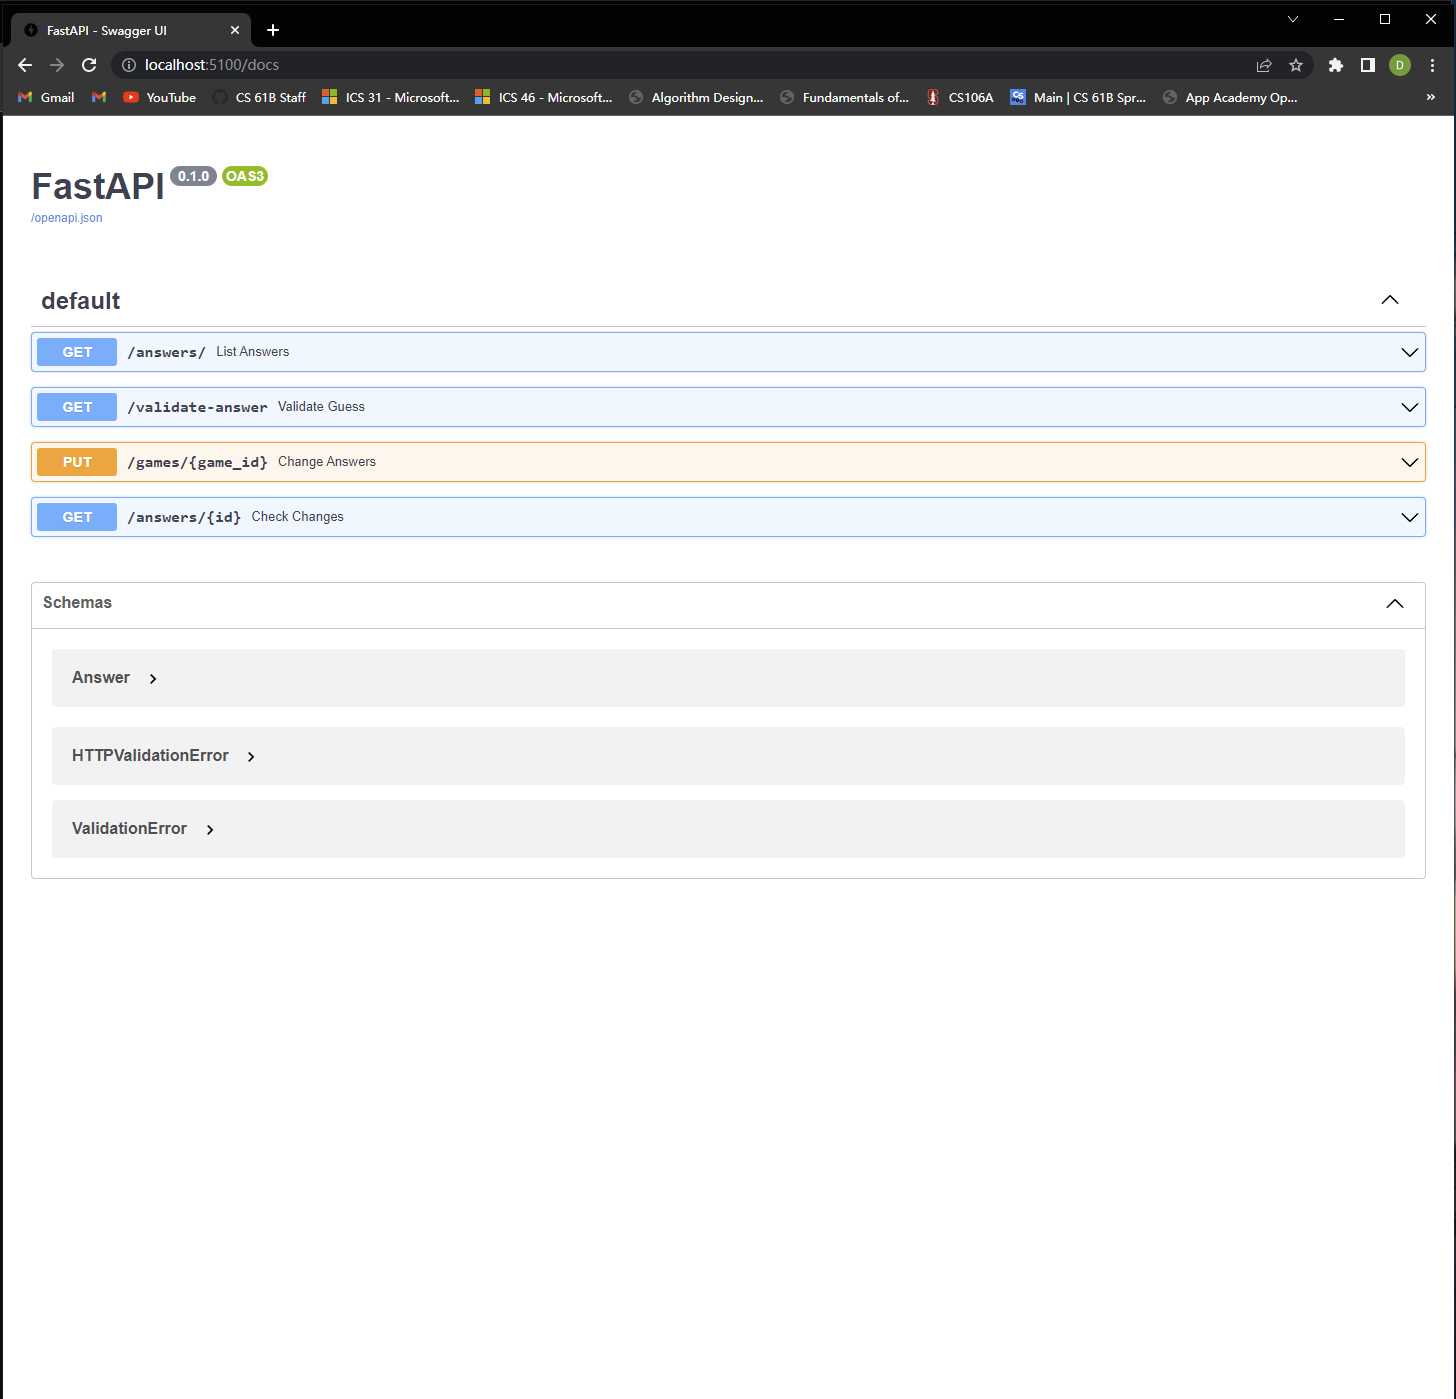 FastAPI - Swagger UI
localhost:5100/docs
D
Gmail YouTube CS 61B Staff ICS 31 - Microsoft... ICS 46 - Microsoft... Algorithm Design... Fundamentals of... CS106A Main | CS 61B Spr... App Academy Op... »
FastAPI 0.1.0 OAS3
/openapi.json
default
GET /answers/ List Answers
GET /validate-answer Validate Guess
PUT /games/{game_id} Change Answers
GET /answers/{id} Check Changes
Schemas
Answer
HTTPValidationError
ValidationError